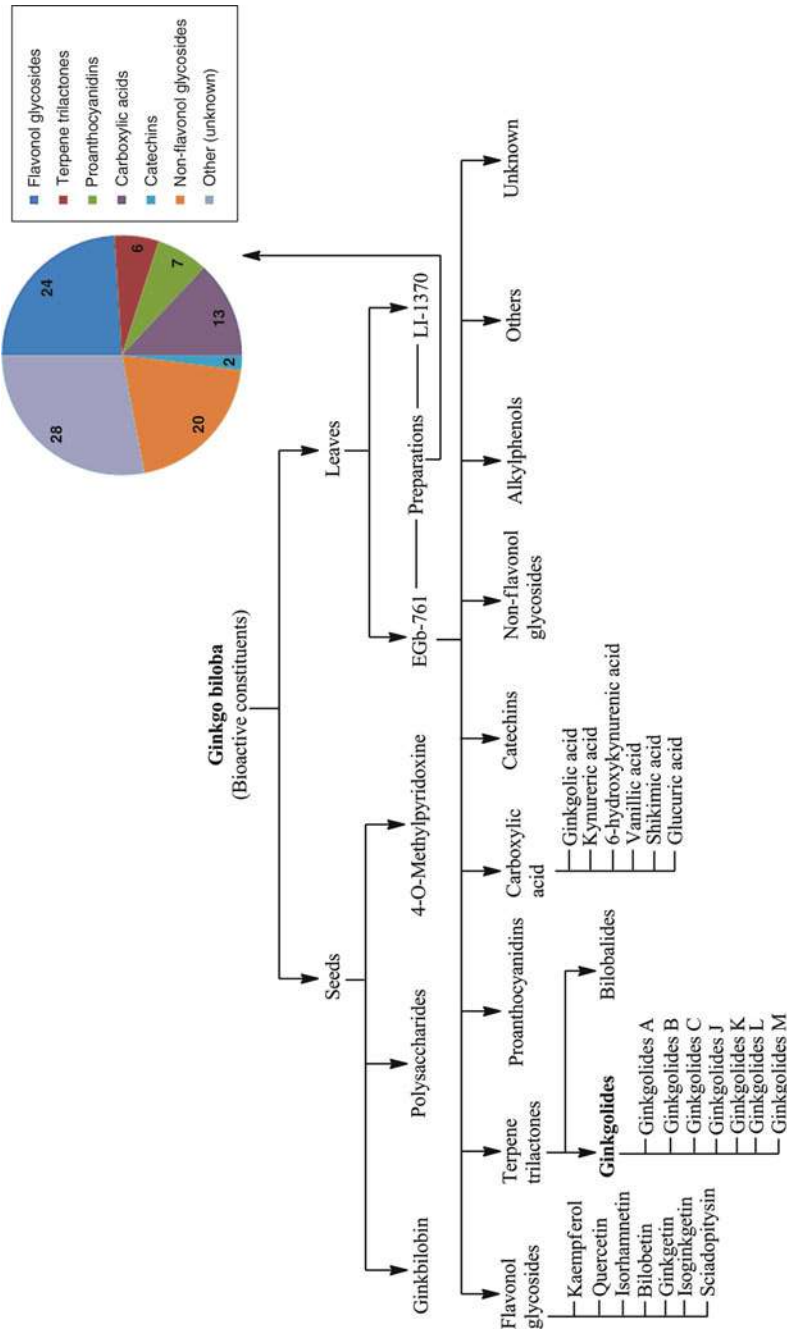 Ginkgo biloba
(Bioactive constituents)
24
6
7
13
2
20
28
Flavonol glycosides
Terpene trilactones
Proanthocyanidins
Carboxylic acids
Catechins
Non-flavonol glycosides
Other (unknown)
Seeds
Leaves
Ginkbilobin
Polysaccharides
4-O-Methylpyridoxine
EGb-761
Preparations
LI-1370
Flavonol
glycosides
Terpene
trilactones
Proanthocyanidins
Carboxylic
acid
Catechins
Non-flavonol
glycosides
Alkylphenols
Others
Unknown
Kaempferol
Quercetin
Isorhamnetin
Bilobetin
Ginkgetin
Isoginkgetin
Sciadopitysin
Ginkgolides
Bilobalides
Ginkgolides A
Ginkgolides B
Ginkgolides C
Ginkgolides J
Ginkgolides K
Ginkgolides L
Ginkgolides M
Ginkgolic acid
Kynureric acid
6-hydroxykynurenic acid
Vanillic acid
Shikimic acid
Glucuric acid